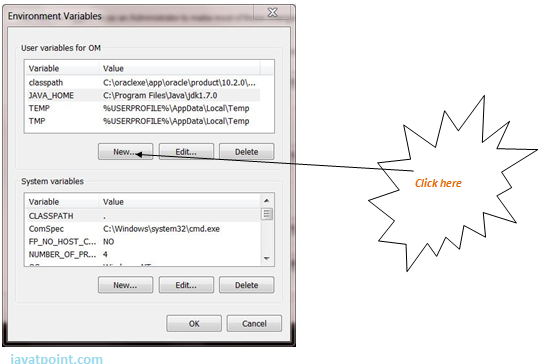 Environment Variables
User variables for OM
Variable Value
classpath C:\oraclexe\app\oracle\product\10.2.0\...
JAVA_HOME C:\Program Files\Java\jdk1.7.0
TEMP %USERPROFILE%\AppData\Local\Temp
TMP %USERPROFILE%\AppData\Local\Temp
New... Edit... Delete
Click here
System variables
Variable Value
CLASSPATH .
ComSpec C:\Windows\system32\cmd.exe
FP_NO_HOST_C... NO
NUMBER_OF_PR... 4
New... Edit... Delete
OK Cancel
javatpoint.com